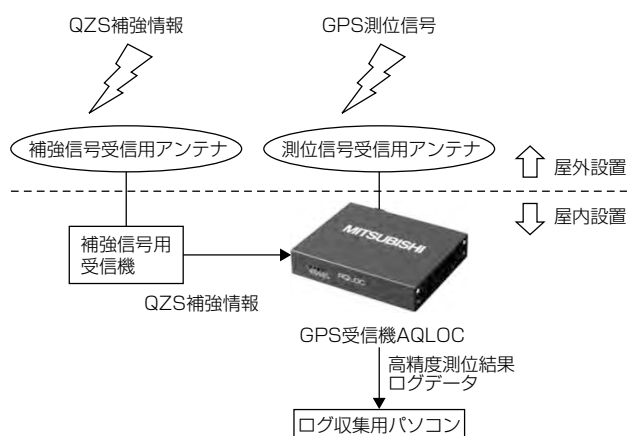 QZS補強情報
GPS測位信号
補強信号受信用アンテナ
測位信号受信用アンテナ
屋外設置
屋内設置
補強信号用
受信機
MITSUBISHI
AQLOC
QZS補強情報
GPS受信機AQLOC
高精度測位結果
ログデータ
ログ収集用パソコン